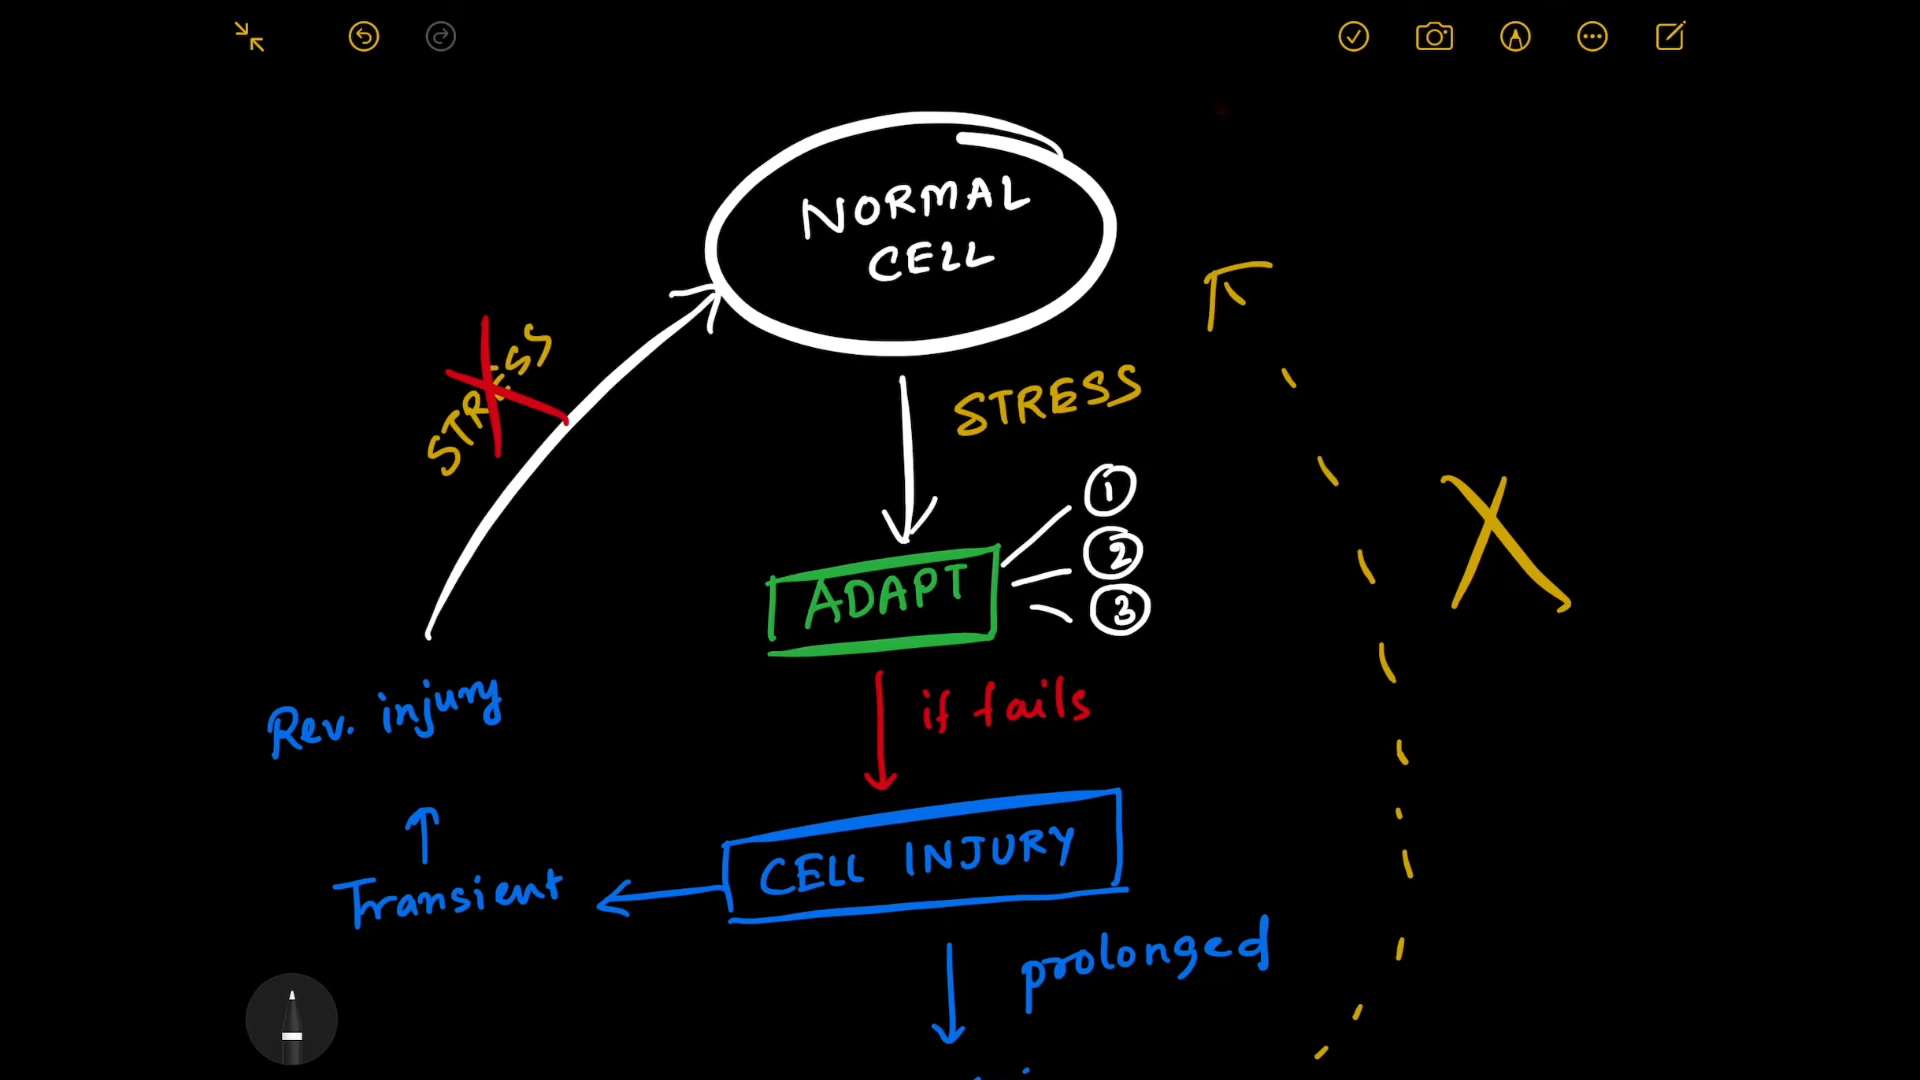 NORMAL
CELL
STRESS
STRESS
1
2
ADAPT
3
if fails
Rev. injury
CELL INJURY
Transient
prolonged